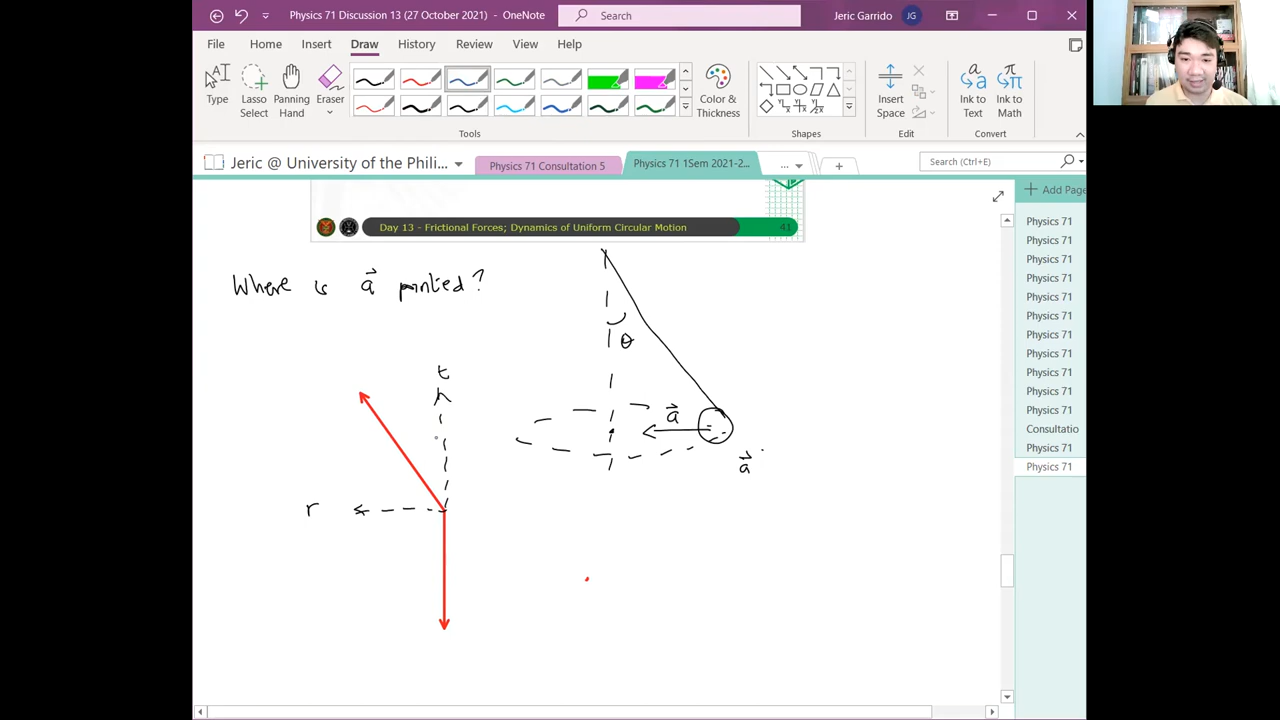 Physics 71 Discussion 13 (27 October 2021) - OneNote
Search
Jeric Garrido
JG
File
Home
Insert
Draw
History
Review
View
Help
Type
Lasso Select
Panning Hand
Eraser
Color & Thickness
Insert Space
Ink to Text
Ink to Math
Tools
Shapes
Edit
Convert
Jeric @ University of the Phili...
Physics 71 Consultation 5
Physics 71 1Sem 2021-2...
...
Search (Ctrl+E)
Add Page
Day 13 - Frictional Forces; Dynamics of Uniform Circular Motion
41
Physics 71
Physics 71
Physics 71
Physics 71
Physics 71
Physics 71
Physics 71
Physics 71
Physics 71
Physics 71
Physics 71
Consultatio
Physics 71
Physics 71
Where is a⃗ pointied?
θ
t
a⃗
a⃗
r